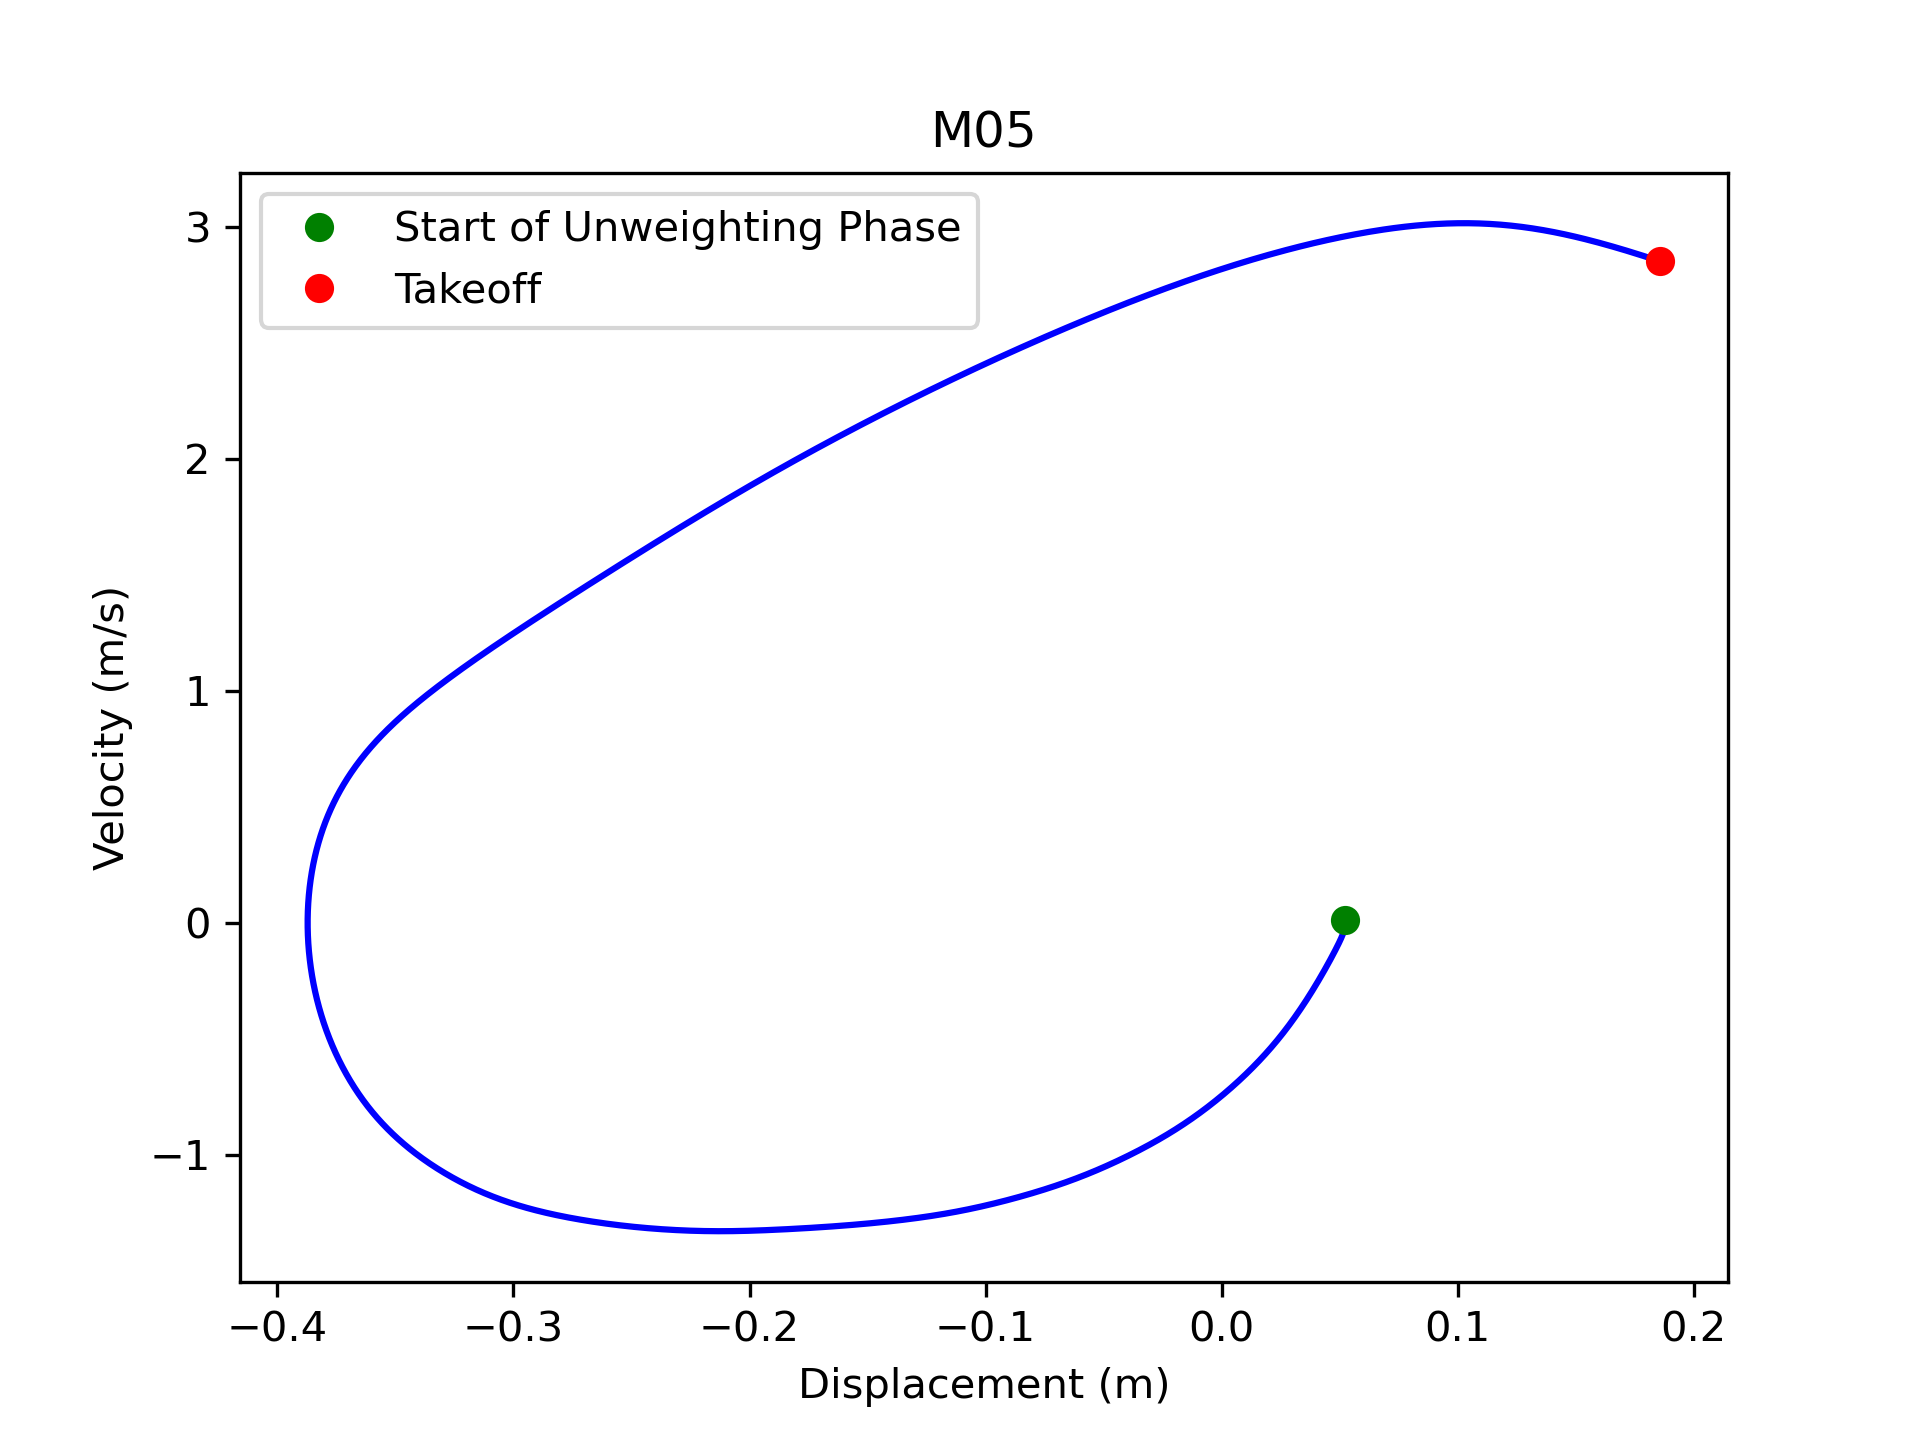 M05
Start of Unweighting Phase
Takeoff
3
2
1
0
−1
Velocity (m/s)
−0.4 −0.3 −0.2 −0.1 0.0 0.1 0.2
Displacement (m)